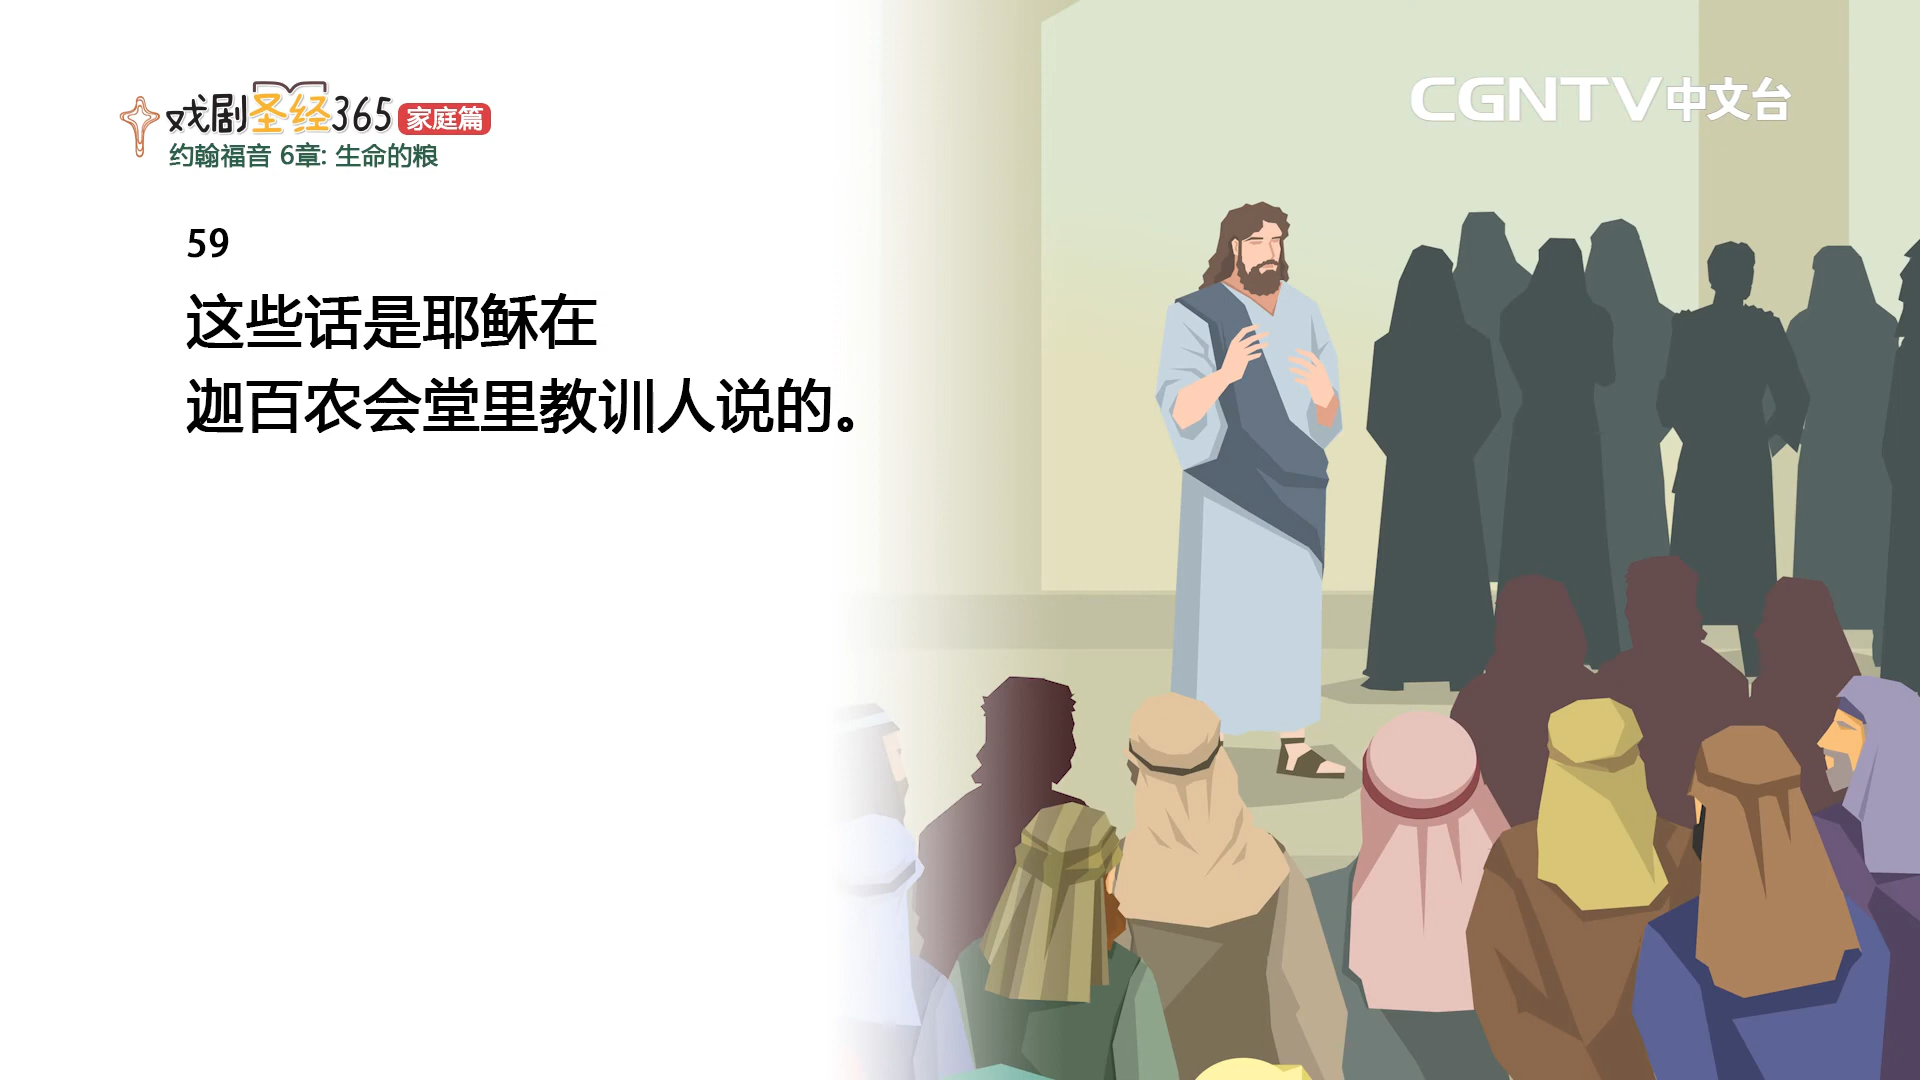 戏剧圣经365 家庭篇
CGNTV中文台
约翰福音 6章: 生命的粮
59
这些话是耶稣在
迦百农会堂里教训人说的。